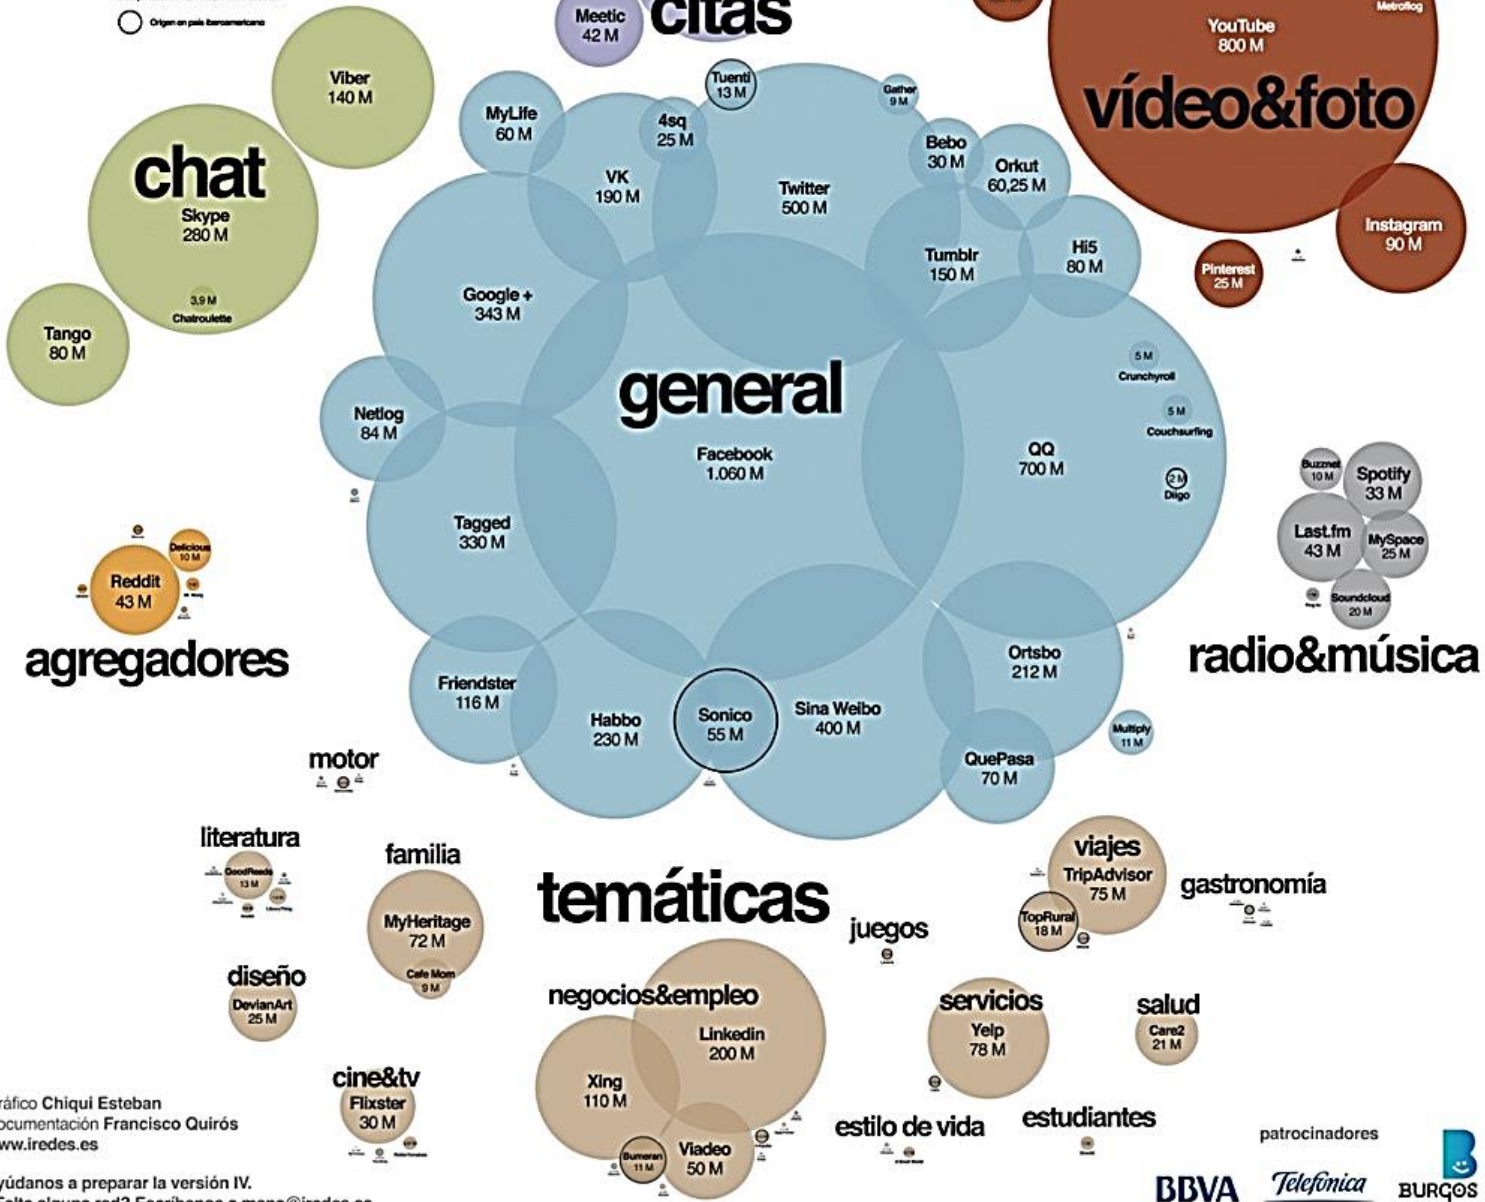 Origen en país iberoamericano
Meetic
42 M
citas
Metroflog
YouTube
800 M
vídeo&foto
Instagram
90 M
Pinterest
25 M
Viber
140 M
chat
Skype
280 M
3,9 M
Chatroulette
Tango
80 M
MyLife
60 M
4sq
25 M
Tuenti
13 M
Gather
9 M
VK
190 M
Twitter
500 M
Bebo
30 M
Orkut
60,25 M
Tumblr
150 M
Hi5
80 M
Google +
343 M
general
Facebook
1.060 M
5 M
Crunchyroll
5 M
Couchsurfing
QQ
700 M
2 M
Diigo
Netlog
84 M
Tagged
330 M
Friendster
116 M
Habbo
230 M
Sonico
55 M
Sina Weibo
400 M
Ortsbo
212 M
QuePasa
70 M
Multiply
11 M
Delicious
10 M
Reddit
43 M
agregadores
Buzznet
10 M
Spotify
33 M
Last.fm
43 M
MySpace
25 M
Soundcloud
20 M
radio&música
motor
literatura
GoodReads
13 M
familia
MyHeritage
72 M
Cafe Mom
9 M
diseño
DevianArt
25 M
cine&tv
Flixster
30 M
temáticas
negocios&empleo
Linkedin
200 M
Xing
110 M
Bumeran
11 M
Viadeo
50 M
juegos
viajes
TripAdvisor
75 M
TopRural
18 M
gastronomía
servicios
Yelp
78 M
salud
Care2
21 M
estilo de vida
estudiantes
ráfico Chiqui Esteban
ocumentación Francisco Quirós
ww.iredes.es
yúdanos a preparar la versión IV.
patrocinadores
BBVA
Telefónica
BURGOS